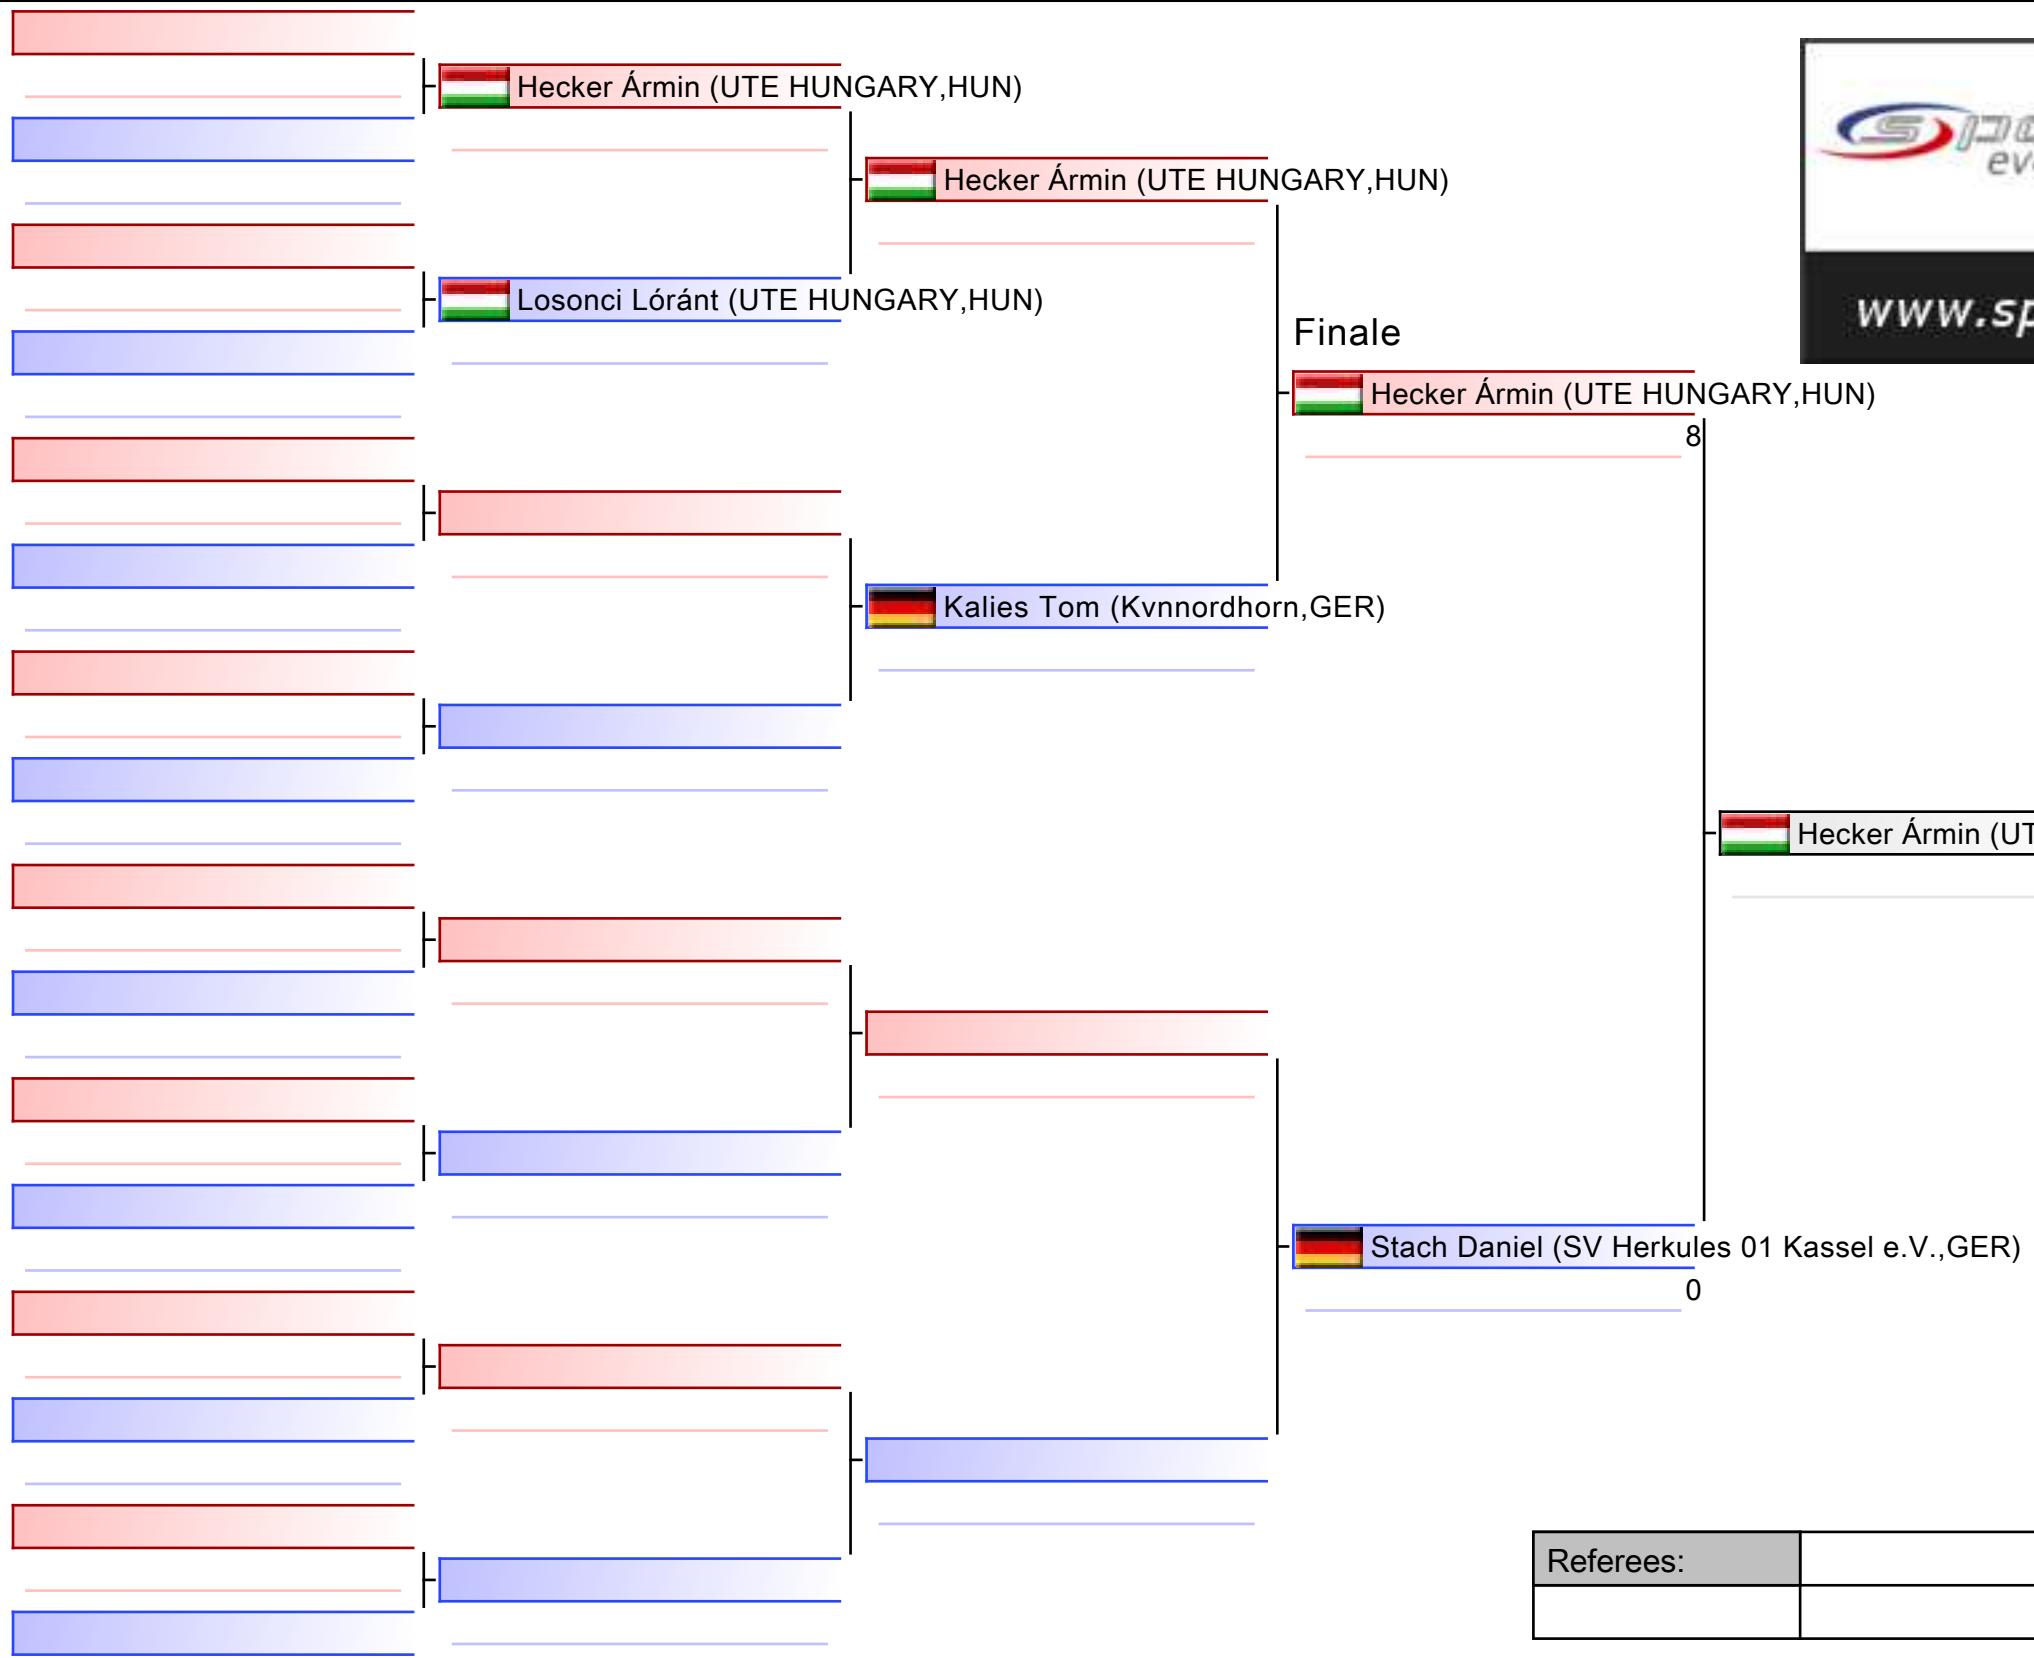 Hecker Ármin (UTE HUNGARY,HUN)
Hecker Ármin (UTE HUNGARY,HUN)
Losonci Lóránt (UTE HUNGARY,HUN)
www.sp
Finale
Hecker Ármin (UTE HUNGARY,HUN)
8
Kalies Tom (Kvnnordhorn,GER)
Hecker Ármin (UT
Stach Daniel (SV Herkules 01 Kassel e.V.,GER)
0
Referees: